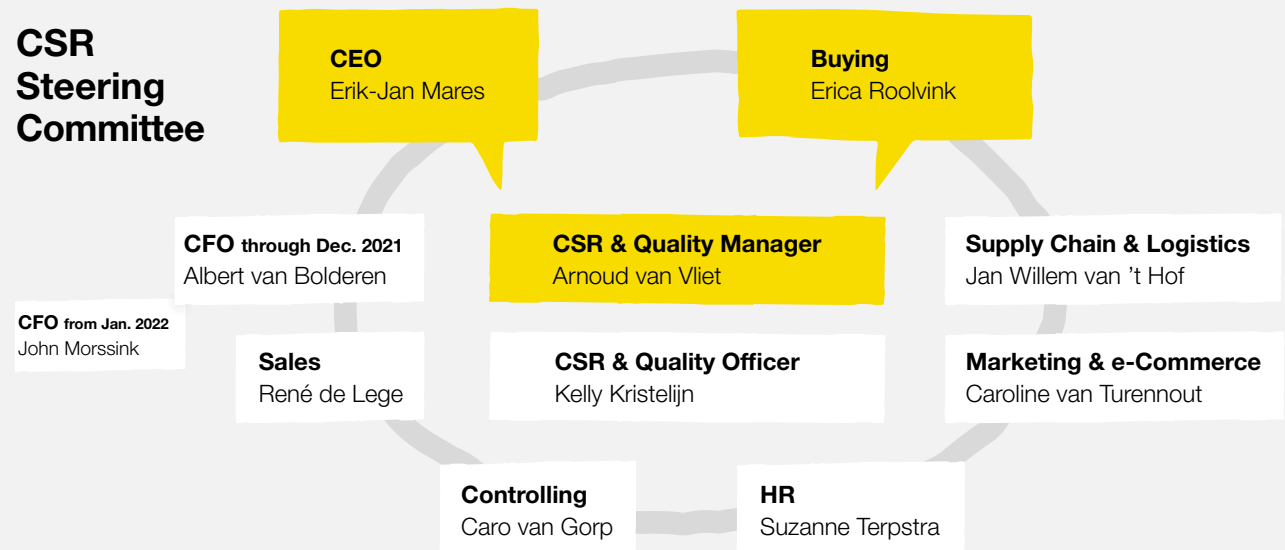 CSR
Steering
Committee
CEO
Erik-Jan Mares
Buying
Erica Roolvink
CFO through Dec. 2021
Albert van Bolderen
CSR & Quality Manager
Arnoud van Vliet
Supply Chain & Logistics
Jan Willem van ’t Hof
CFO from Jan. 2022
John Morssink
Sales
René de Lege
CSR & Quality Officer
Kelly Kristelijn
Marketing & e-Commerce
Caroline van Turennout
Controlling
Caro van Gorp
HR
Suzanne Terpstra